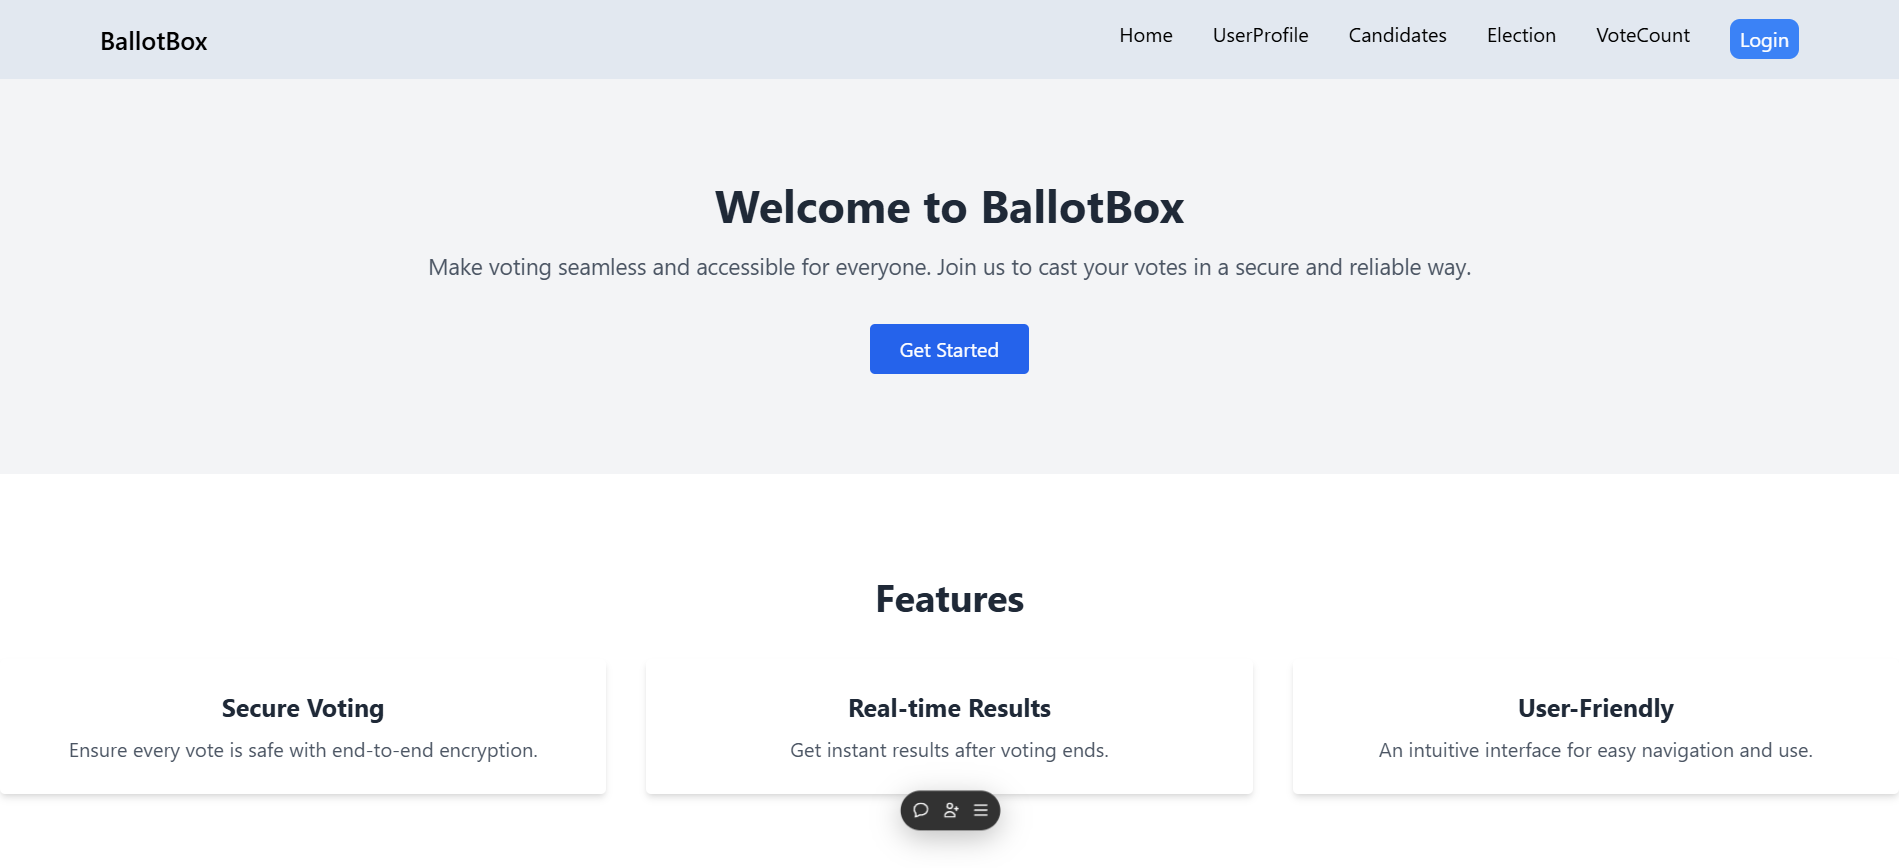 BallotBox
Home UserProfile Candidates Election VoteCount Login
Welcome to BallotBox
Make voting seamless and accessible for everyone. Join us to cast your votes in a secure and reliable way.
Get Started
Features
Secure Voting
Ensure every vote is safe with end-to-end encryption.
Real-time Results
Get instant results after voting ends.
User-Friendly
An intuitive interface for easy navigation and use.